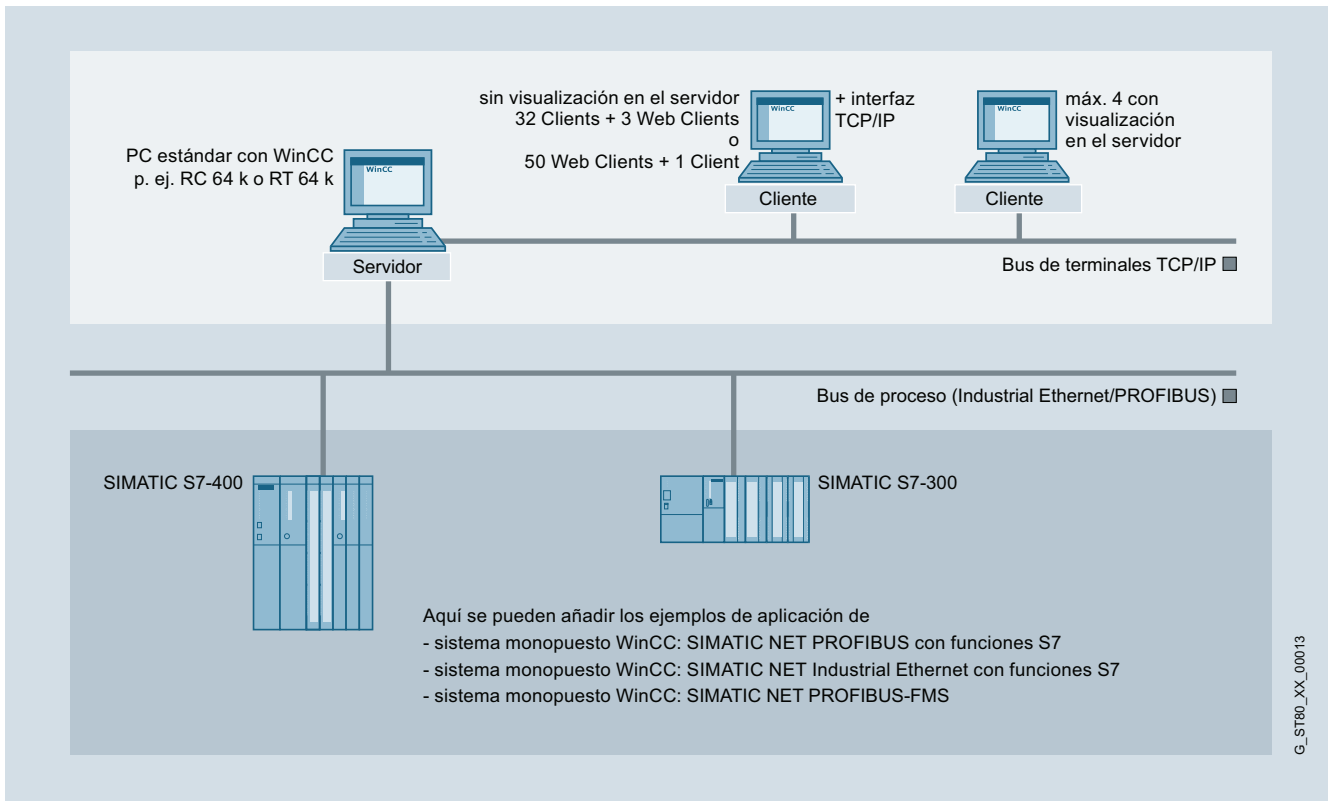 sin visualización en el servidor
32 Clients + 3 Web Clients
o
50 Web Clients + 1 Client
WinCC
+ interfaz
TCP/IP
WinCC
máx. 4 con
visualización
en el servidor
PC estándar con WinCC
p. ej. RC 64 k o RT 64 k
WinCC
Cliente
Cliente
Servidor
Bus de terminales TCP/IP
Bus de proceso (Industrial Ethernet/PROFIBUS)
SIMATIC S7-400
SIMATIC S7-300
Aquí se pueden añadir los ejemplos de aplicación de
- sistema monopuesto WinCC: SIMATIC NET PROFIBUS con funciones S7
- sistema monopuesto WinCC: SIMATIC NET Industrial Ethernet con funciones S7
- sistema monopuesto WinCC: SIMATIC NET PROFIBUS-FMS
G_ST80_XX_00013